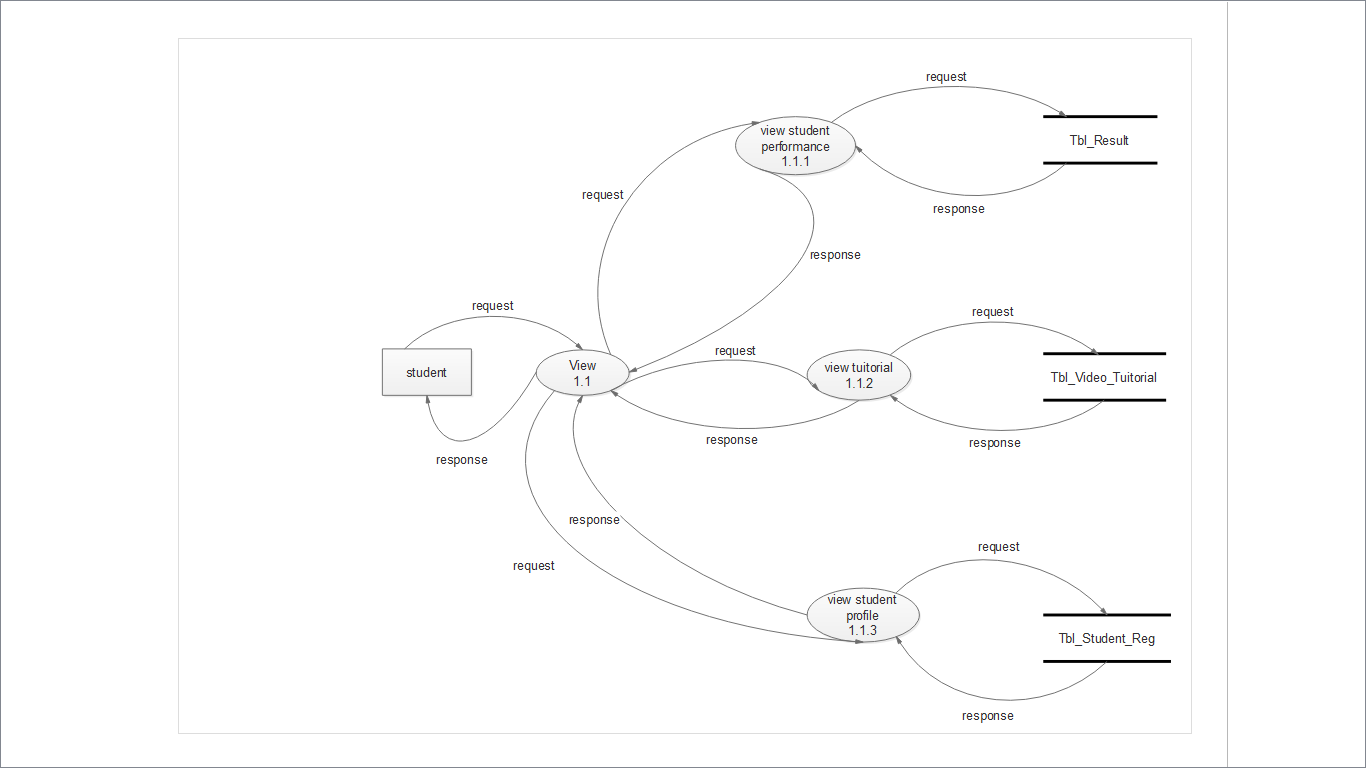 request
view student
performance
1.1.1
Tbl_Result
request
response
response
request
request
request
student
View
1.1
view tuitorial
1.1.2
Tbl_Video_Tuitorial
response
response
response
response
request
request
view student
profile
1.1.3
Tbl_Student_Reg
response